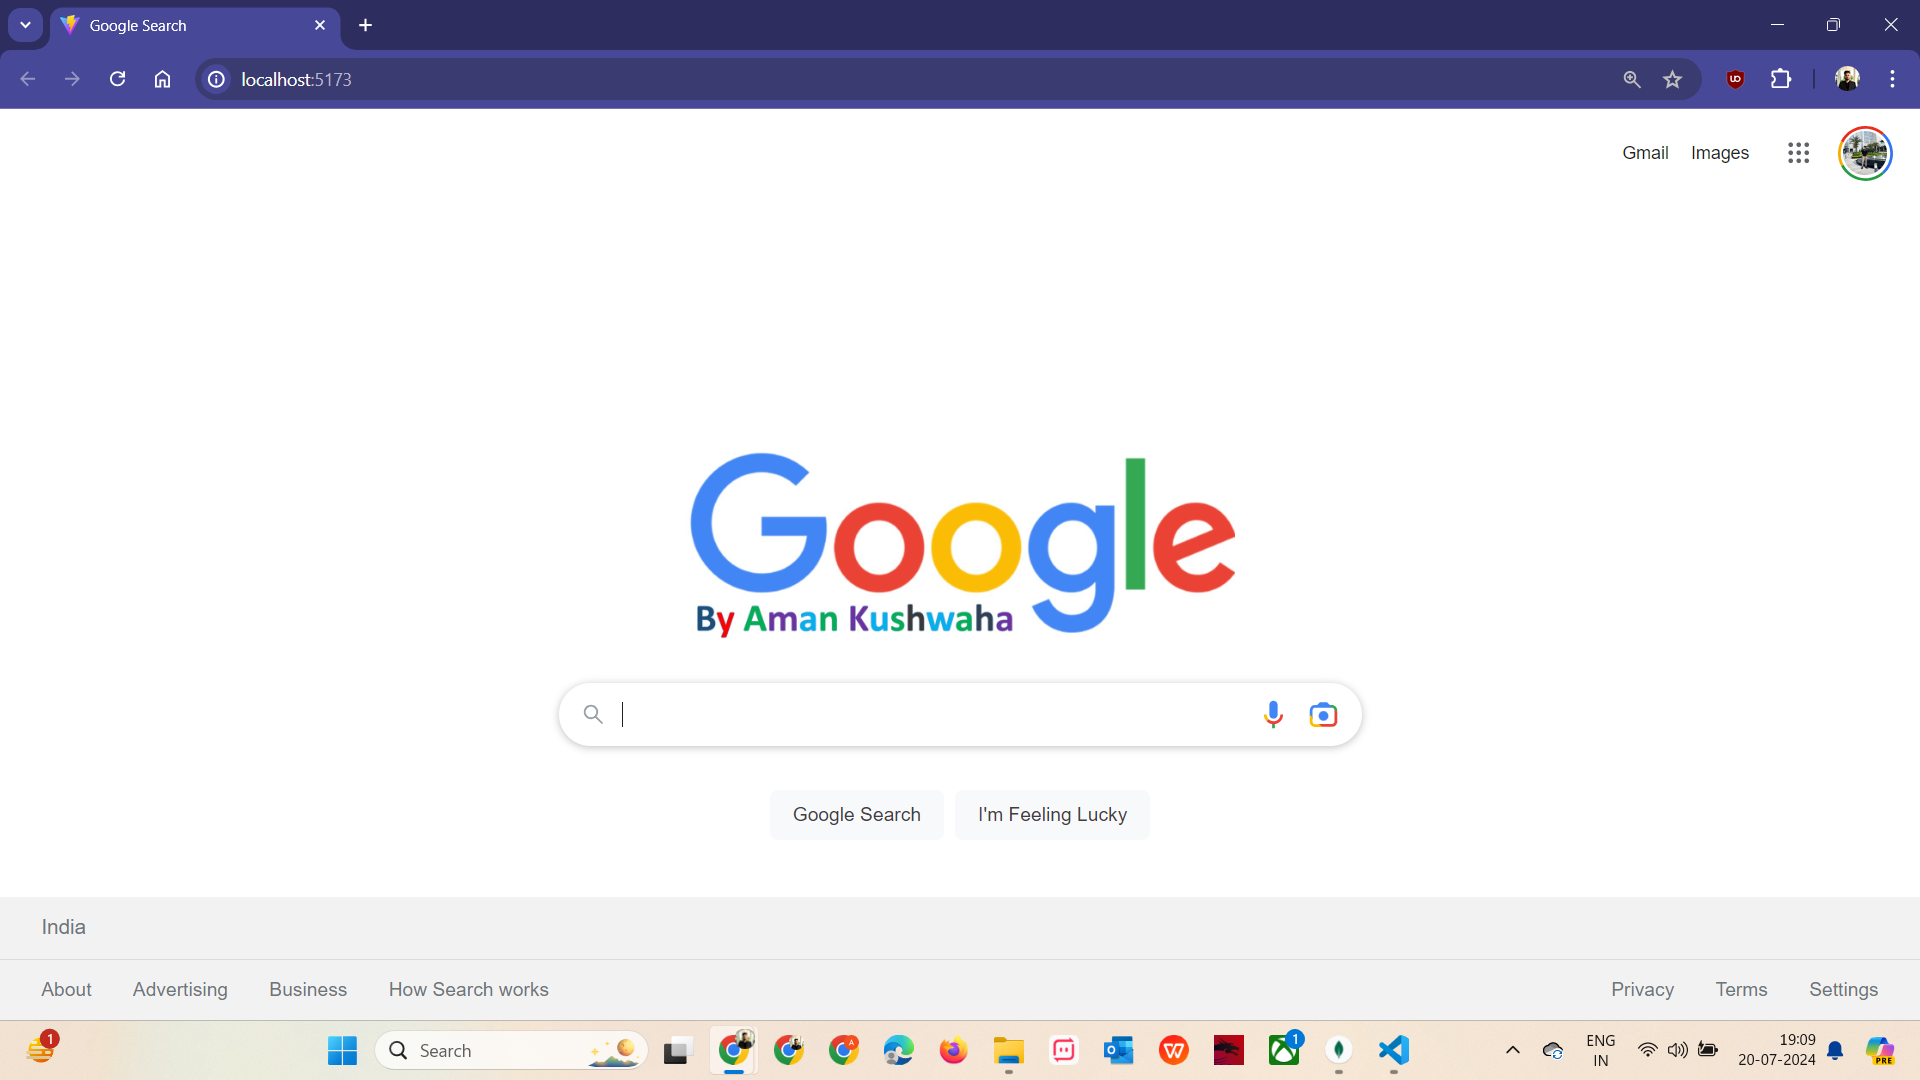 Google Search
localhost:5173
Gmail Images
Google
By Aman Kushwaha
Google Search
I'm Feeling Lucky
India
About Advertising Business How Search works
Privacy Terms Settings
1
Search
A
1
ENG
IN
19:09
20-07-2024
PRE